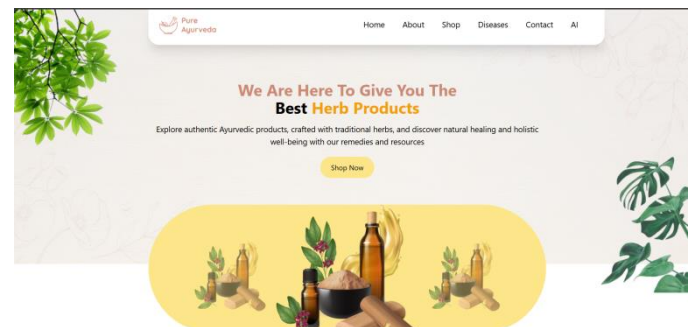 Pure
Ayurveda
Home About Shop Diseases Contact AI
We Are Here To Give You The
Best Herb Products
Explore authentic Ayurvedic products, crafted with traditional herbs, and discover natural healing and holistic
well-being with our remedies and resources
Shop Now